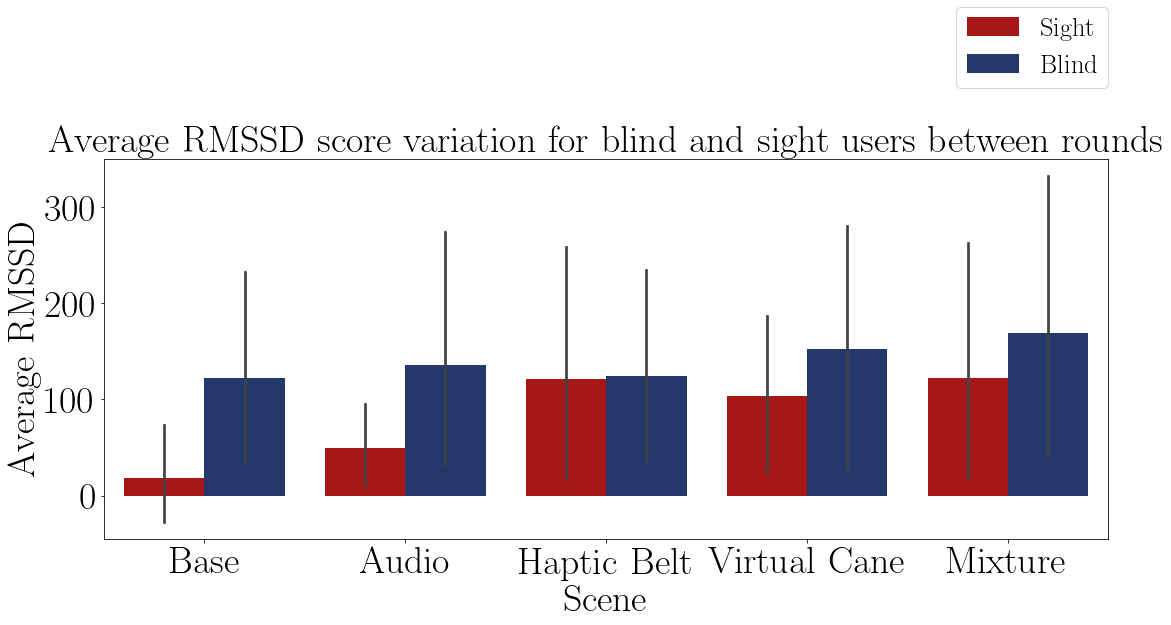 Sight
Blind
Average RMSSD score variation for blind and sight users between rounds
Average RMSSD
300
200
100
0
Base
Audio
Haptic Belt
Virtual Cane
Mixture
Scene